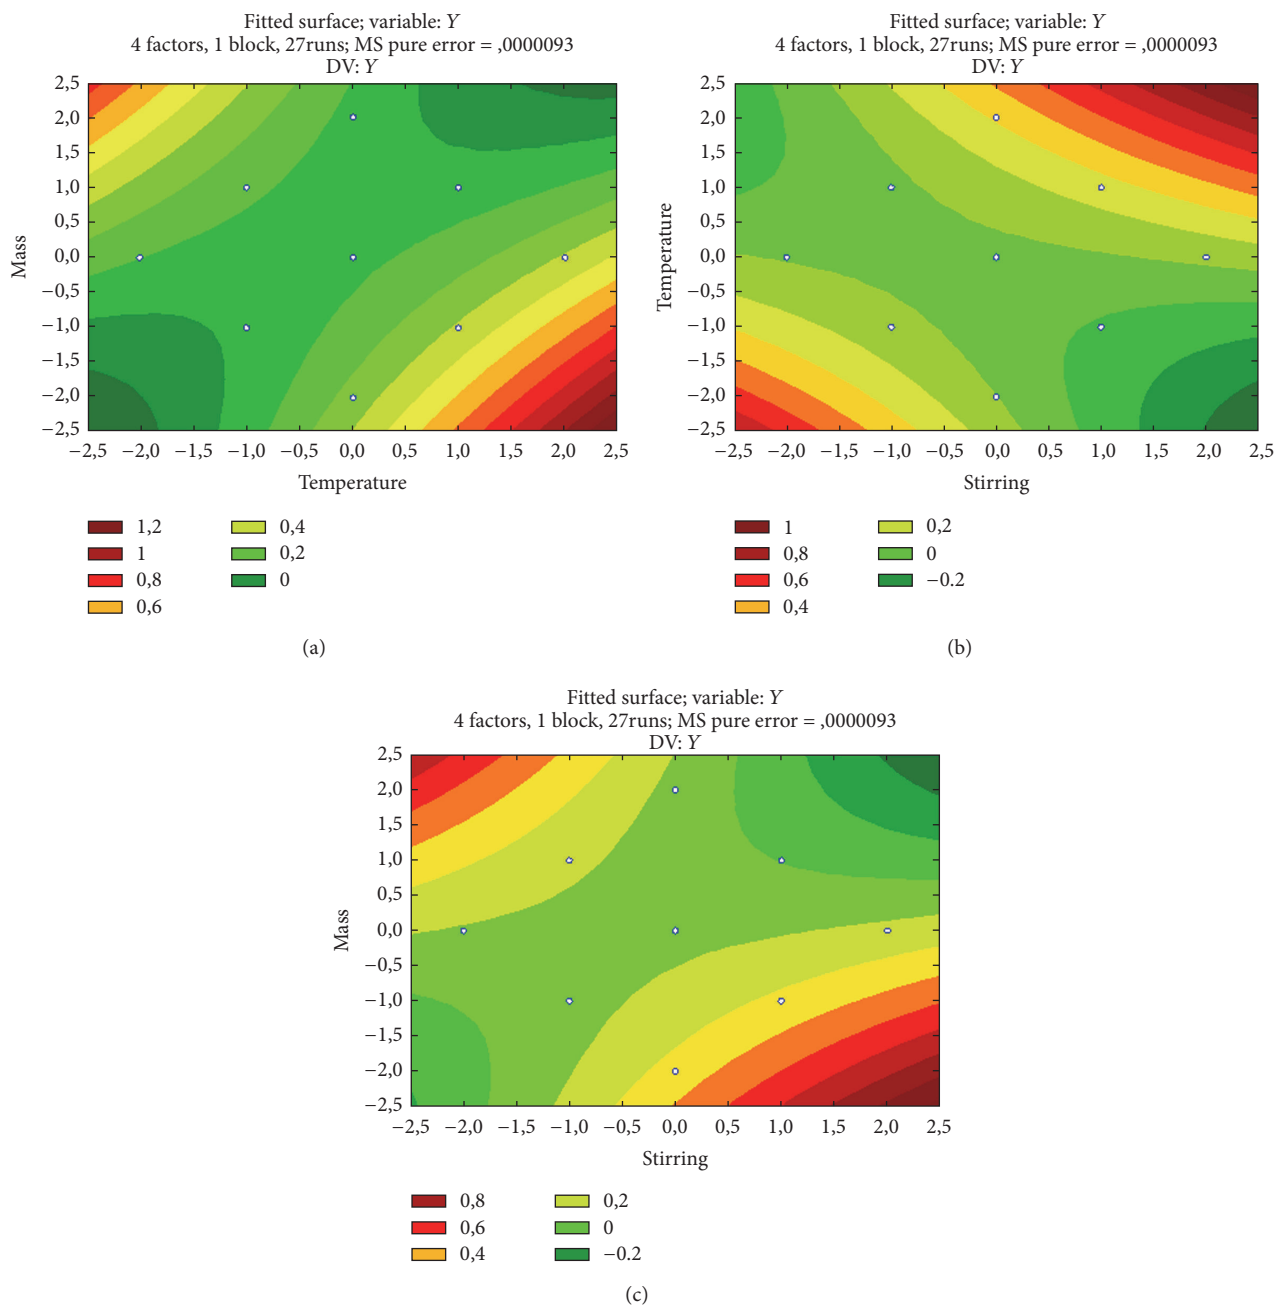 Fitted surface; variable: Y
4 factors, 1 block, 27runs; MS pure error = ,0000093
DV: Y
2,5
2,0
1,5
1,0
0,5
0,0
−0,5
−1,0
−1,5
−2,0
−2,5
Mass
−2,5 −2,0 −1,5 −1,0 −0,5 0,0 0,5 1,0 1,5 2,0 2,5
Temperature
1,2
1
0,8
0,6
0,4
0,2
0
(a)
Fitted surface; variable: Y
4 factors, 1 block, 27runs; MS pure error = ,0000093
DV: Y
2,5
2,0
1,5
1,0
0,5
0,0
−0,5
−1,0
−1,5
−2,0
−2,5
Temperature
−2,5 −2,0 −1,5 −1,0 −0,5 0,0 0,5 1,0 1,5 2,0 2,5
Stirring
1
0,8
0,6
0,4
0,2
0
−0.2
(b)
Fitted surface; variable: Y
4 factors, 1 block, 27runs; MS pure error = ,0000093
DV: Y
2,5
2,0
1,5
1,0
0,5
0,0
−0,5
−1,0
−1,5
−2,0
−2,5
Mass
−2,5 −2,0 −1,5 −1,0 −0,5 0,0 0,5 1,0 1,5 2,0 2,5
Stirring
0,8
0,6
0,4
0,2
0
−0.2
(c)